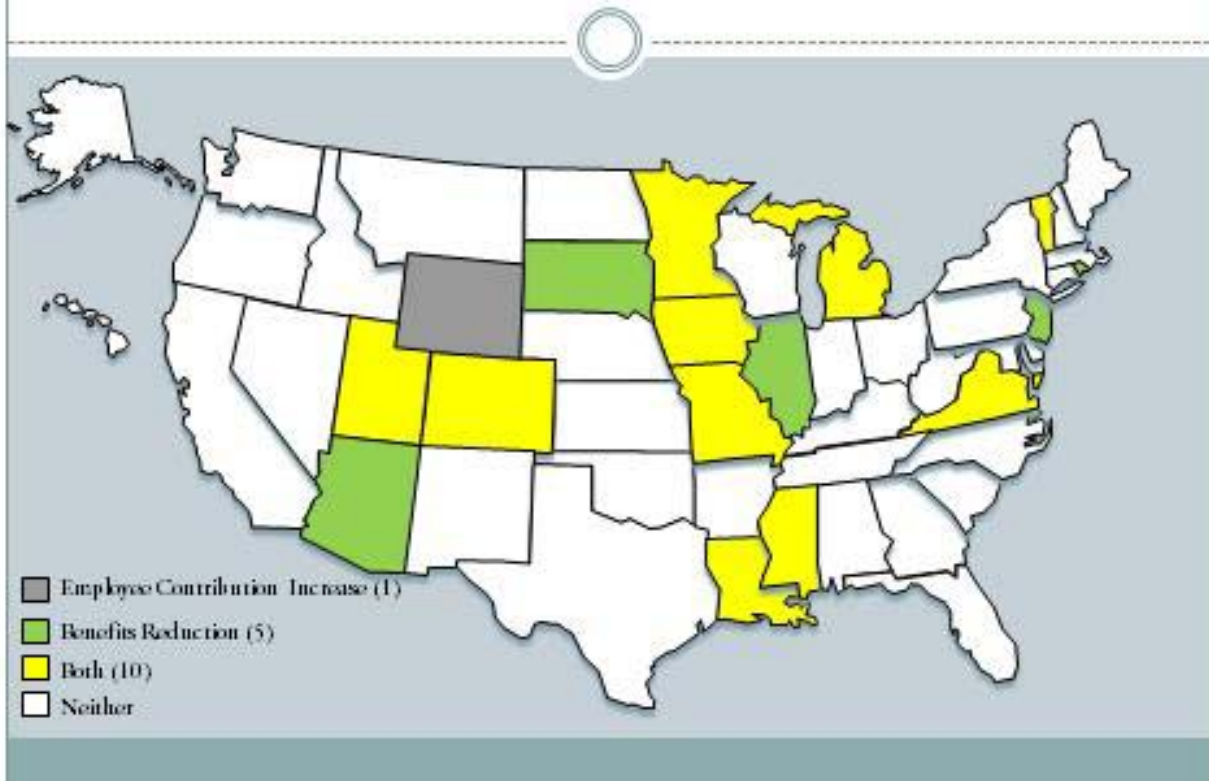 Employee Contribution Increase (1)
Benefits Reduction (5)
Both (10)
Neither